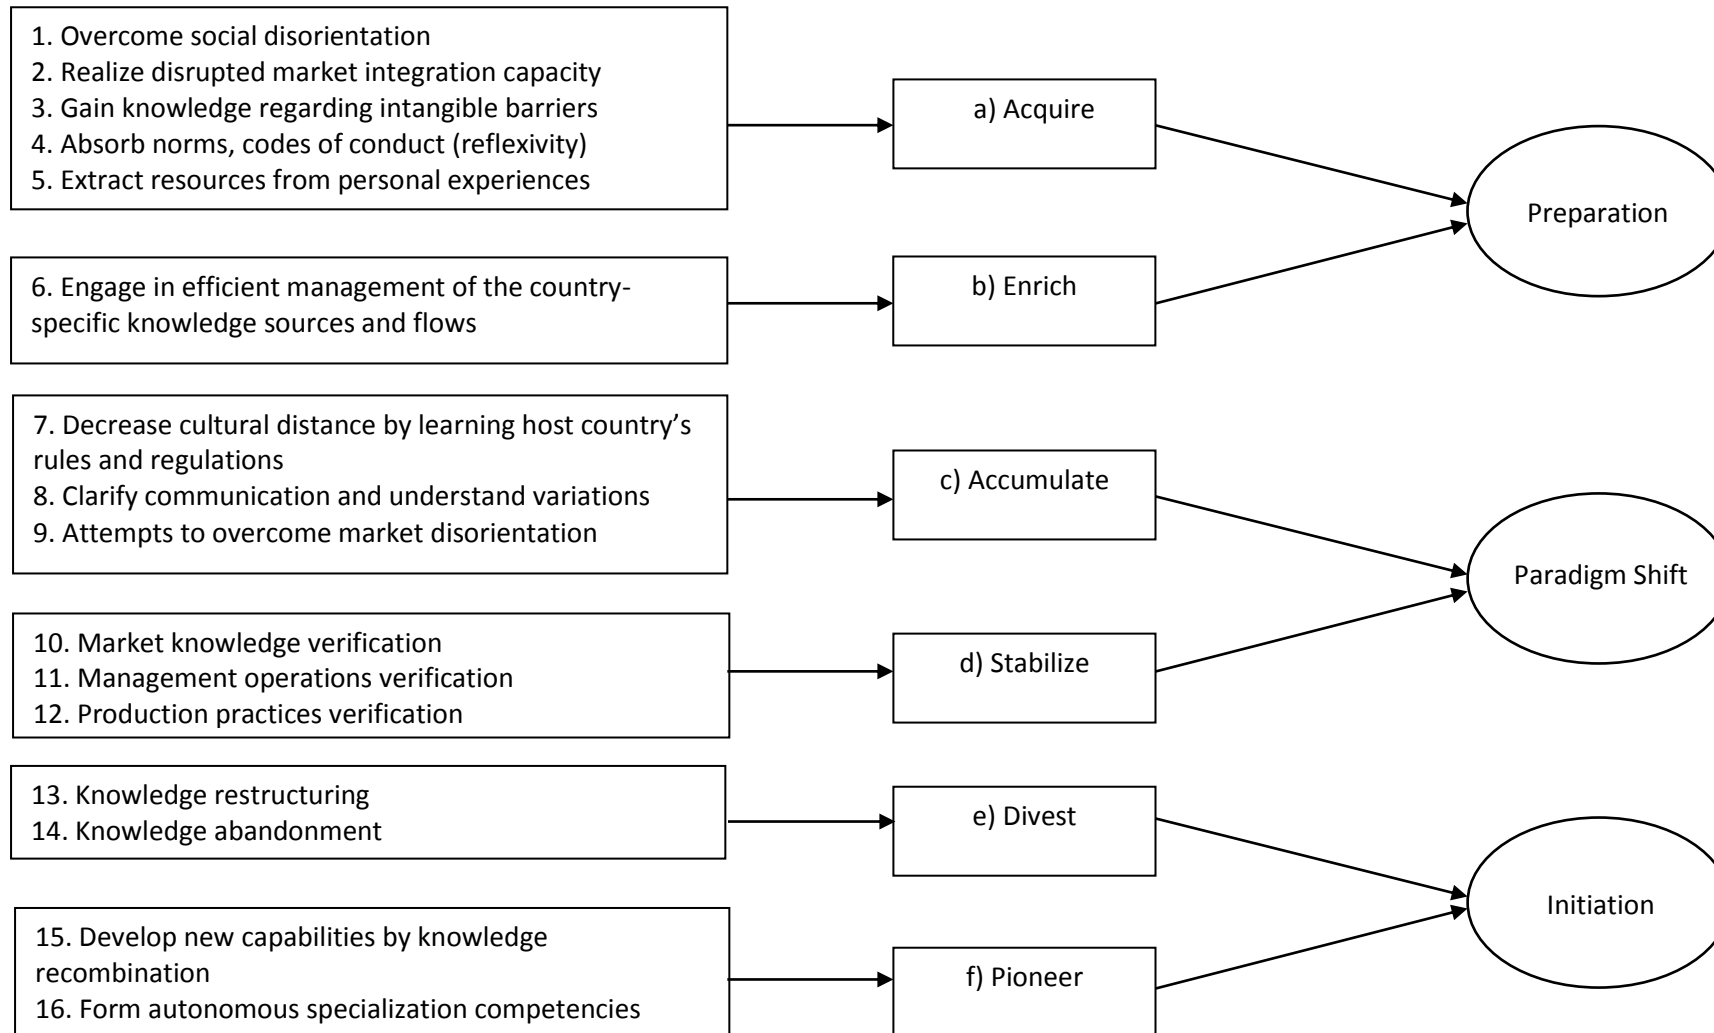 1. Overcome social disorientation
2. Realize disrupted market integration capacity
3. Gain knowledge regarding intangible barriers
4. Absorb norms, codes of conduct (reflexivity)
5. Extract resources from personal experiences
a) Acquire
Preparation
6. Engage in efficient management of the country-
specific knowledge sources and flows
b) Enrich
7. Decrease cultural distance by learning host country’s
rules and regulations
8. Clarify communication and understand variations
9. Attempts to overcome market disorientation
c) Accumulate
Paradigm Shift
10. Market knowledge verification
11. Management operations verification
12. Production practices verification
d) Stabilize
13. Knowledge restructuring
14. Knowledge abandonment
e) Divest
Initiation
15. Develop new capabilities by knowledge
recombination
16. Form autonomous specialization competencies
f) Pioneer